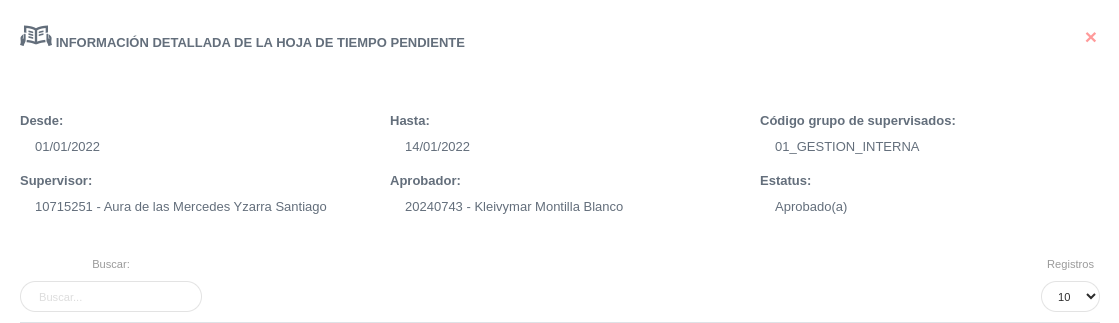 INFORMACIÓN DETALLADA DE LA HOJA DE TIEMPO PENDIENTE
×
Desde: Hasta: Código grupo de supervisados:
01/01/2022 14/01/2022 01_GESTION_INTERNA
Supervisor: Aprobador: Estatus:
10715251 - Aura de las Mercedes Yzarra Santiago 20240743 - Kleivymar Montilla Blanco Aprobado(a)
Buscar: Registros
Buscar... 10